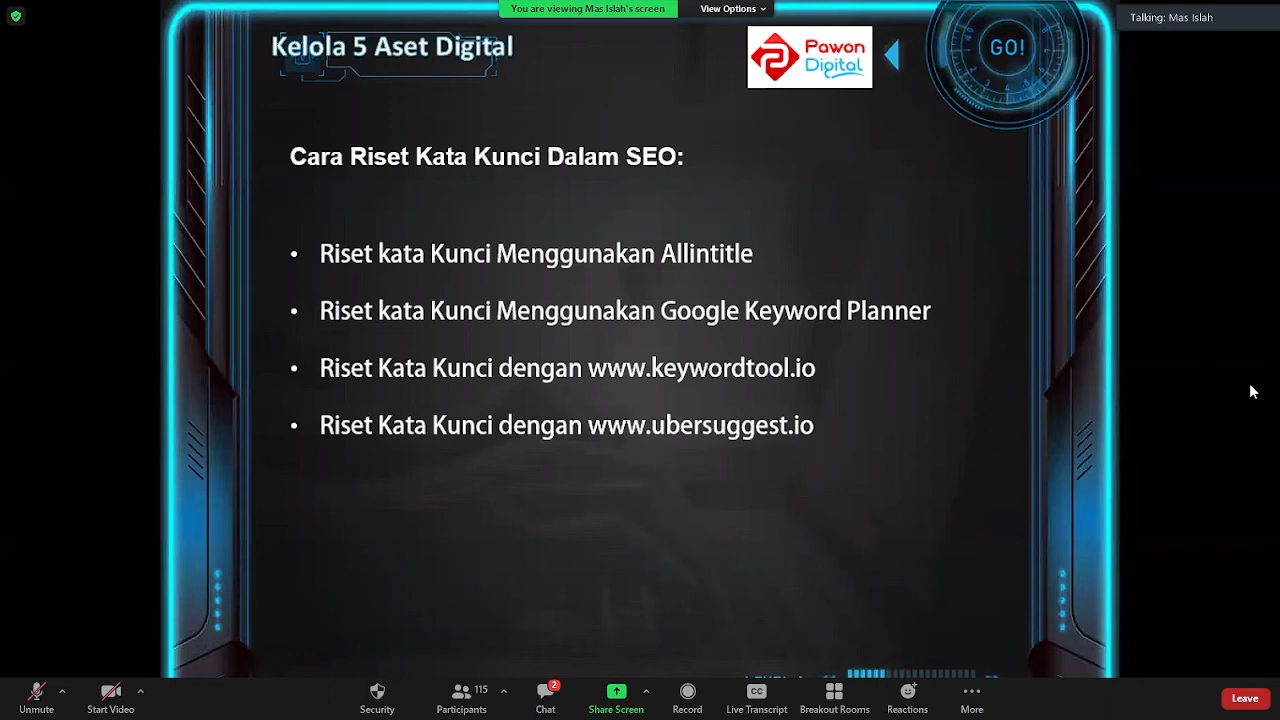 You are viewing Mas Islah's screen
View Options
Talking: Mas Islah
Kelola 5 Aset Digital
Pawon
Digital
GO!
Cara Riset Kata Kunci Dalam SEO:
• Riset kata Kunci Menggunakan Allintitle
• Riset kata Kunci Menggunakan Google Keyword Planner
• Riset Kata Kunci dengan www.keywordtool.io
• Riset Kata Kunci dengan www.ubersuggest.io
Unmute
Start Video
Security
115
Participants
2
Chat
Share Screen
Record
CC
Live Transcript
Breakout Rooms
Reactions
More
Leave